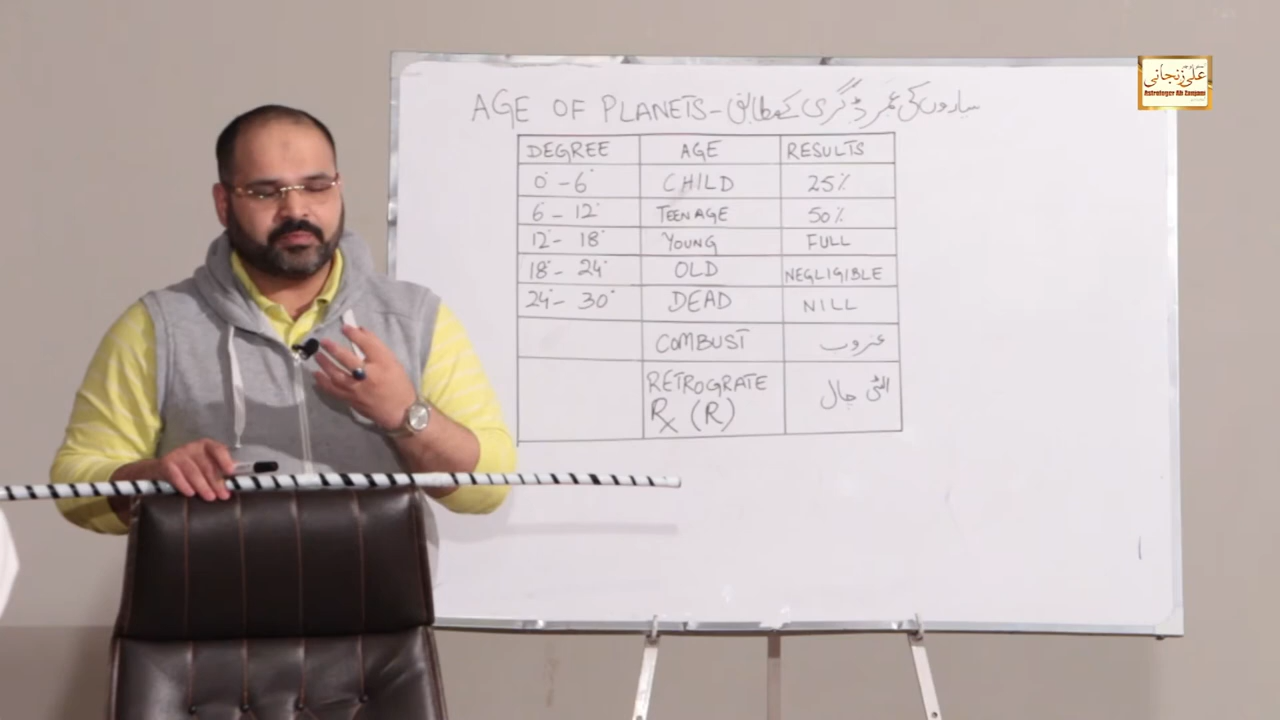 AGE OF PLANETS - ستاروں کی عمر ڈگری کے مطابق
DEGREE AGE RESULTS
0° - 6° CHILD 25%
6° - 12° TEENAGE 50%
12° - 18° YOUNG FULL
18° - 24° OLD NEGLIGIBLE
24° - 30° DEAD NILL
COMBUST غروب
RETROGRATE الٹی چال
Rx (R)
علی زنجانی
Astrologer Ali Zanjani